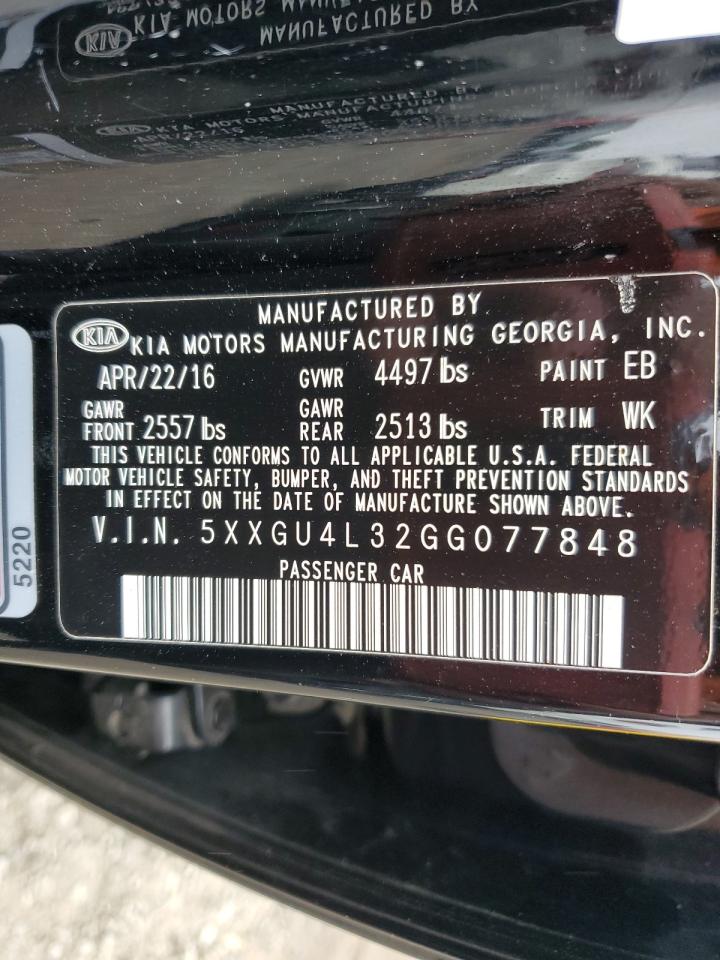 MANUFACTURED BY
KIA KIA MOTORS MANUFACTURING GEORGIA, INC.
APR/22/16 GVWR 4497 lbs PAINT EB
GAWR FRONT 2557 lbs GAWR REAR 2513 lbs TRIM WK
THIS VEHICLE CONFORMS TO ALL APPLICABLE U.S.A. FEDERAL
MOTOR VEHICLE SAFETY, BUMPER, AND THEFT PREVENTION STANDARDS
IN EFFECT ON THE DATE OF MANUFACTURE SHOWN ABOVE.
V.I.N. 5XXGU4L32GG077848
PASSENGER CAR
5220